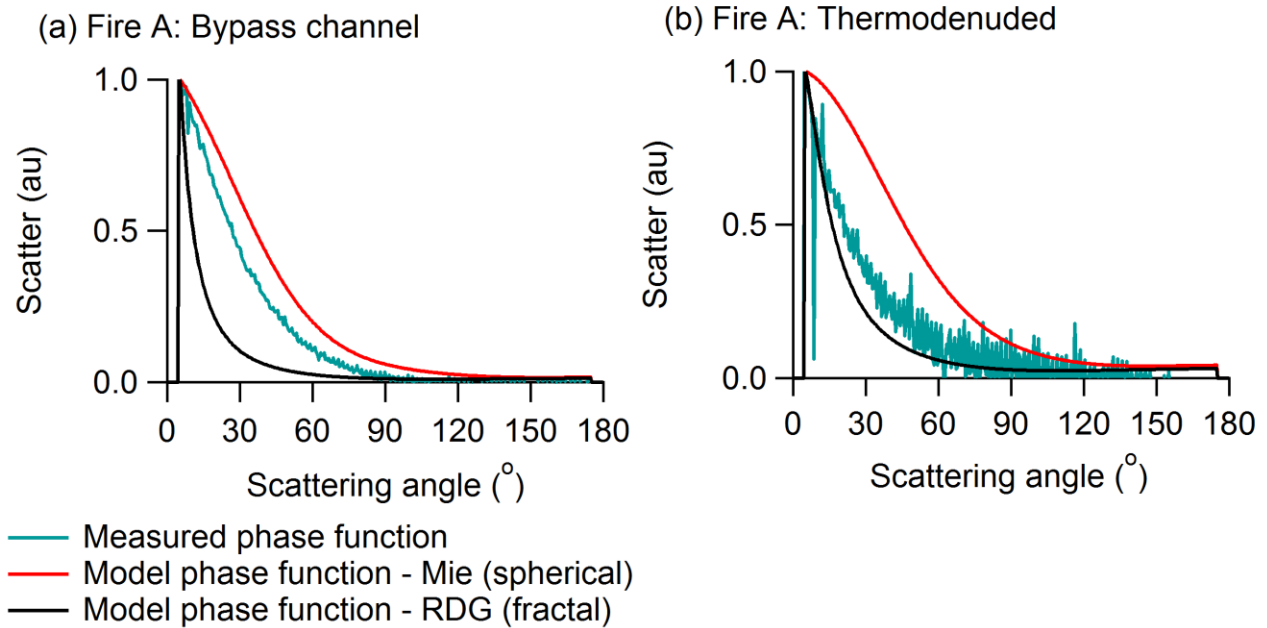 (a) Fire A: Bypass channel
1.0
0.5
0.0
Scatter (au)
0 30 60 90 120 150 180
Scattering angle (°)
(b) Fire A: Thermodenuded
1.0
0.5
0.0
Scatter (au)
0 30 60 90 120 150 180
Scattering angle (°)
Measured phase function
Model phase function - Mie (spherical)
Model phase function - RDG (fractal)